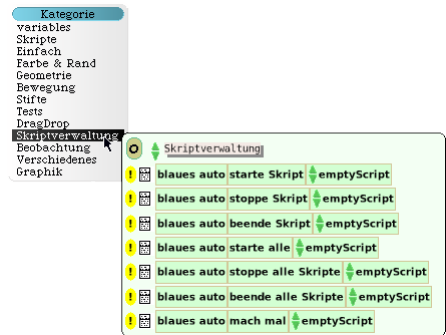 Kategorie
variables
Skripte
Einfach
Farbe & Rand
Geometrie
Bewegung
Stifte
Tests
DragDrop
Skriptverwaltung
Beobachtung
Verschiedenes
Graphik
Skriptverwaltung
! blaues auto starte Skript emptyScript
! blaues auto stoppe Skript emptyScript
! blaues auto beende Skript emptyScript
! blaues auto starte alle emptyScript
! blaues auto stoppe alle Skripte emptyScript
! blaues auto beende alle Skripte emptyScript
! blaues auto mach mal emptyScript